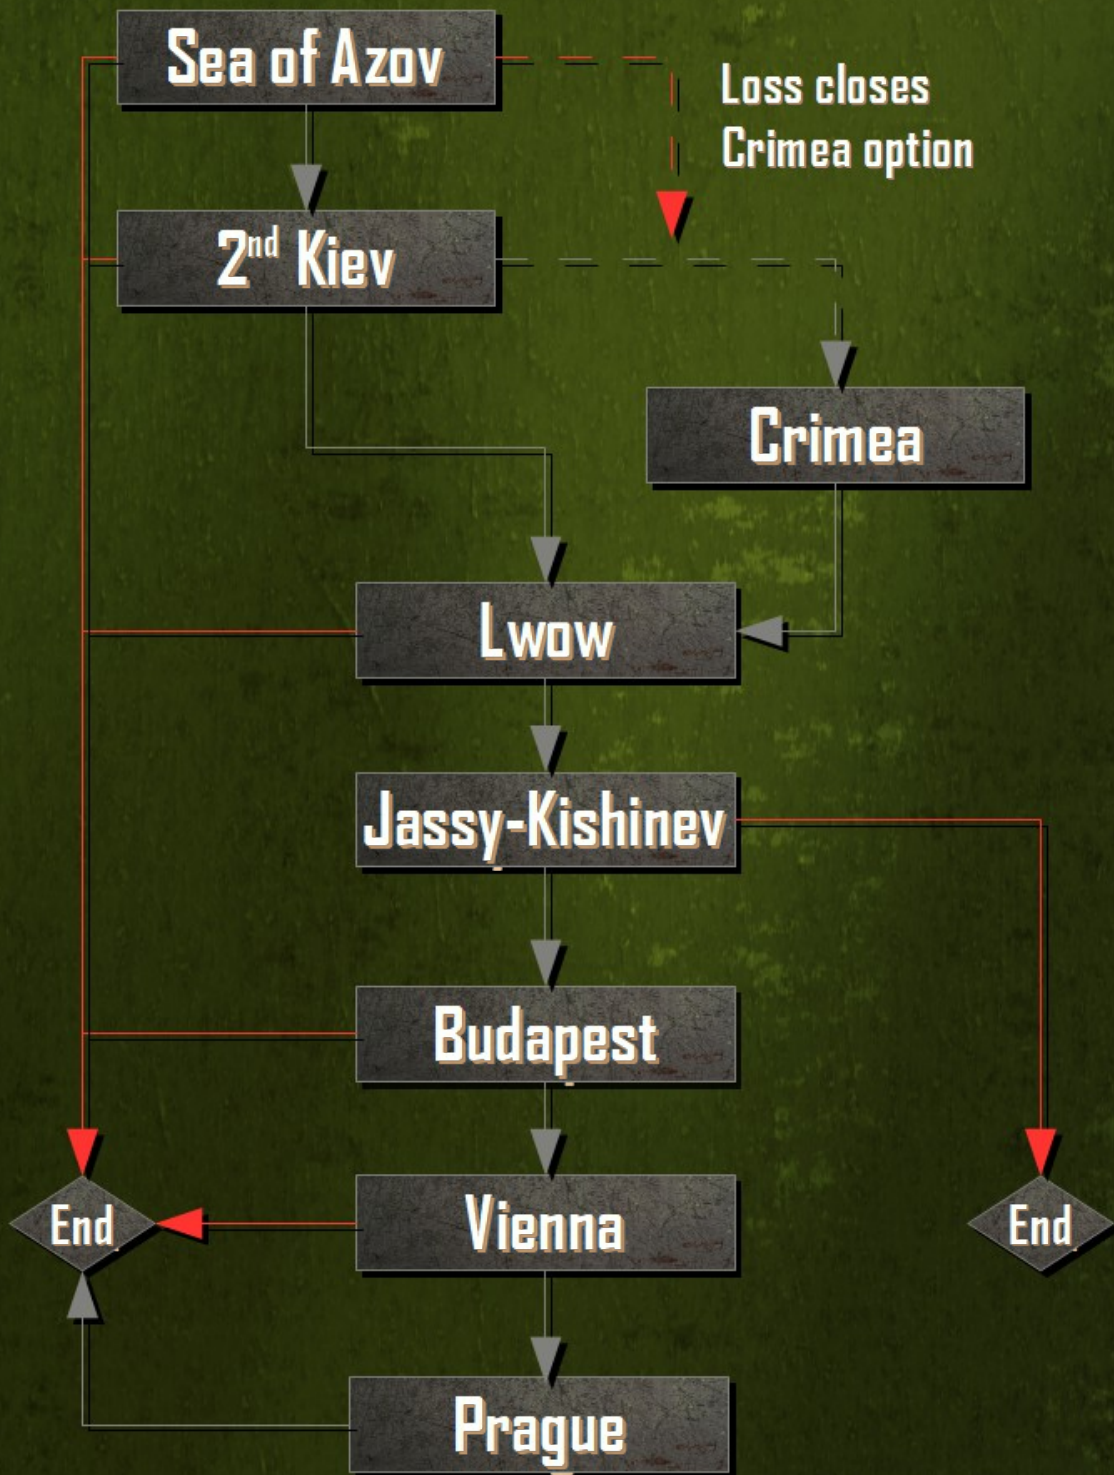 Sea of Azov
Loss closes
Crimea option
2nd Kiev
Crimea
Lwow
Jassy-Kishinev
Budapest
Vienna
End
End
Prague